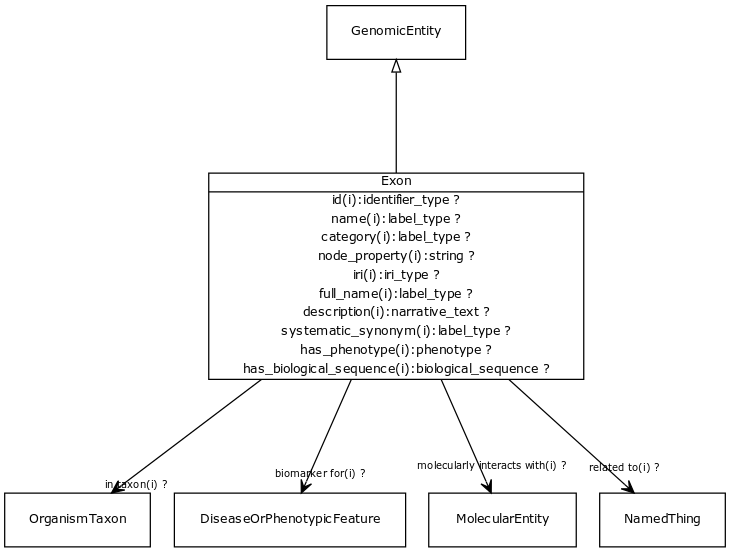 GenomicEntity
Exon
id(i):identifier_type ?
name(i):label_type ?
category(i):label_type ?
node_property(i):string ?
iri(i):iri_type ?
full_name(i):label_type ?
description(i):narrative_text ?
systematic_synonym(i):label_type ?
has_phenotype(i):phenotype ?
has_biological_sequence(i):biological_sequence ?
in taxon(i) ?
biomarker for(i) ?
molecularly interacts with(i) ?
related to(i) ?
OrganismTaxon
DiseaseOrPhenotypicFeature
MolecularEntity
NamedThing